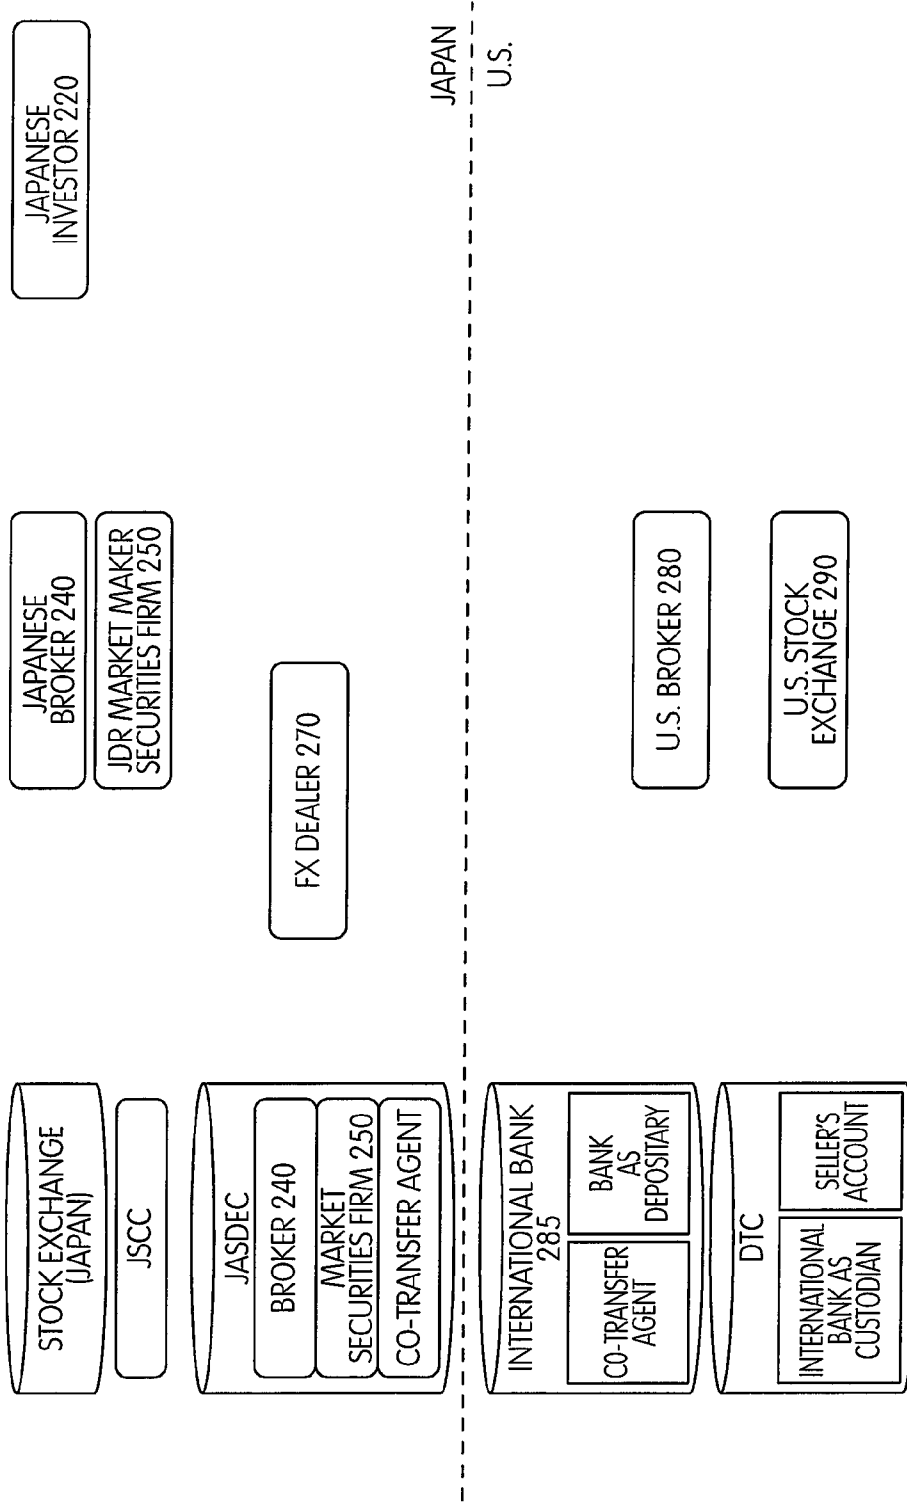 STOCK EXCHANGE
(JAPAN)
JSCC
JASDEC
BROKER 240
MARKET
SECURITIES FIRM 250
CO-TRANSFER AGENT
INTERNATIONAL BANK
285
CO-TRANSFER
AGENT
BANK
AS
DEPOSITARY
DTC
INTERNATIONAL
BANK AS
CUSTODIAN
SELLER'S
ACCOUNT
JAPANESE
BROKER 240
JDR MARKET MAKER
SECURITIES FIRM 250
FX DEALER 270
U.S. BROKER 280
U.S. STOCK
EXCHANGE 290
JAPANESE
INVESTOR 220
JAPAN
U.S.